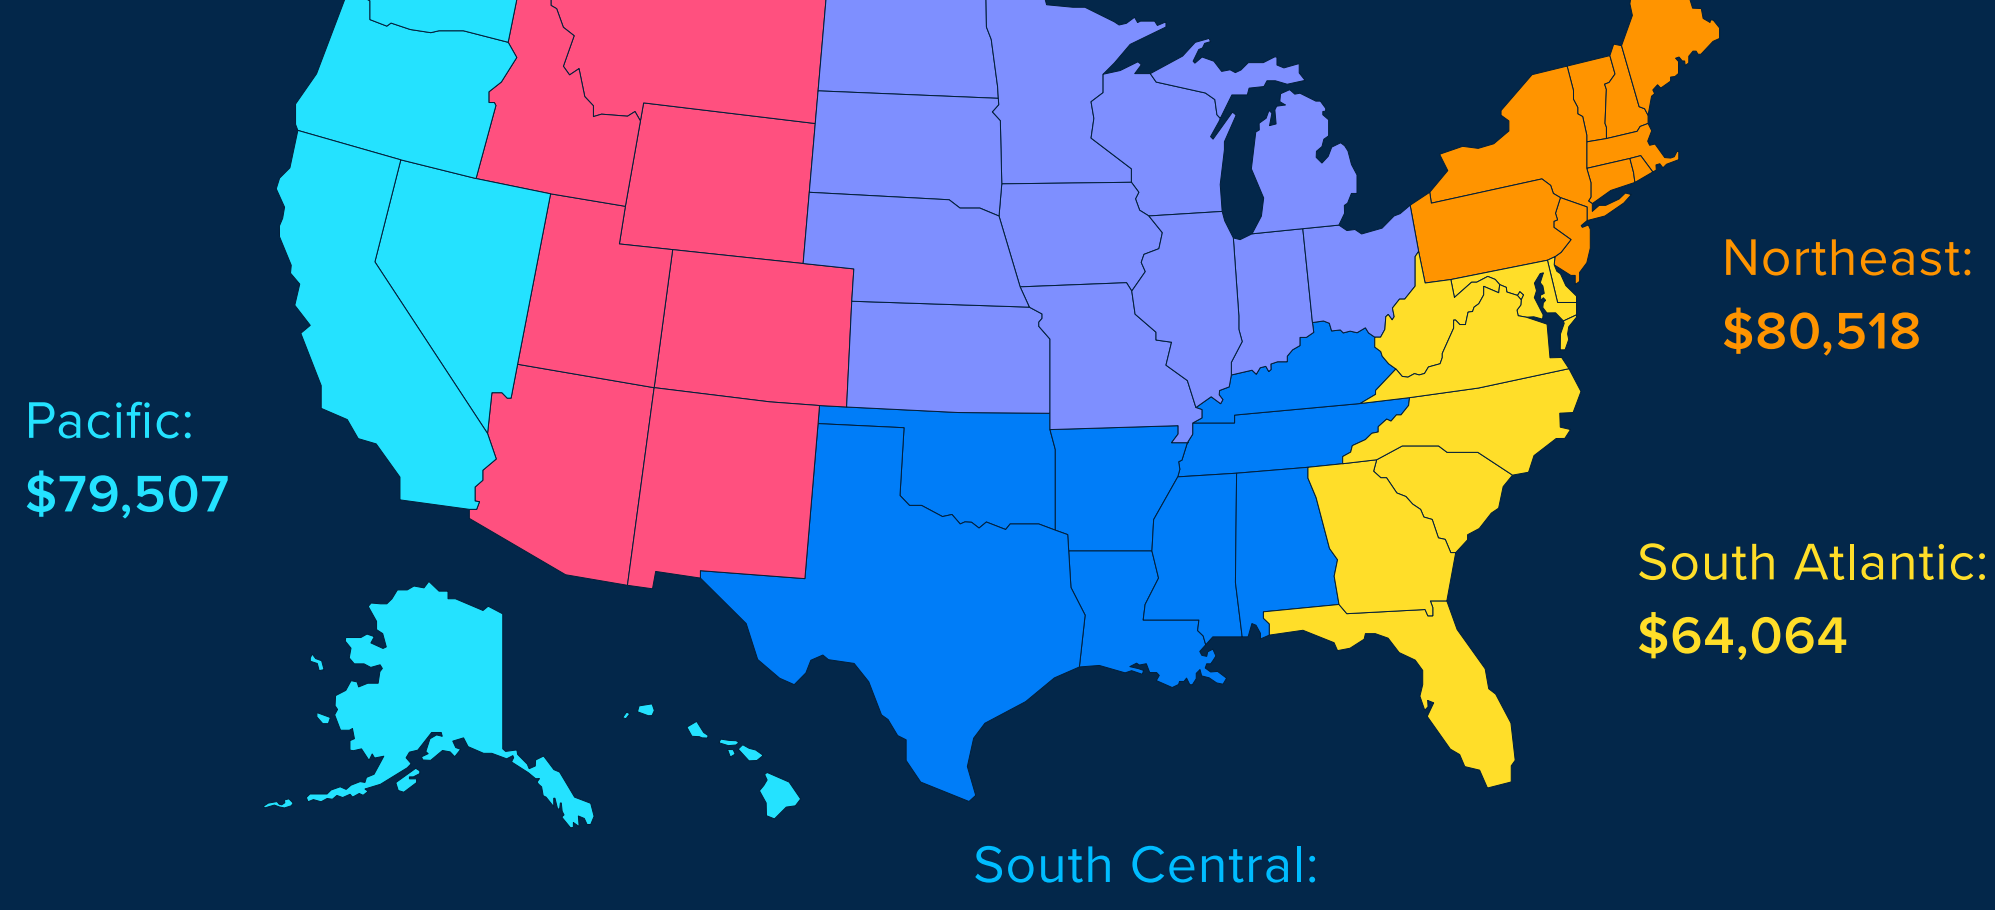 Northeast:
$80,518
Pacific:
$79,507
South Atlantic:
$64,064
South Central: